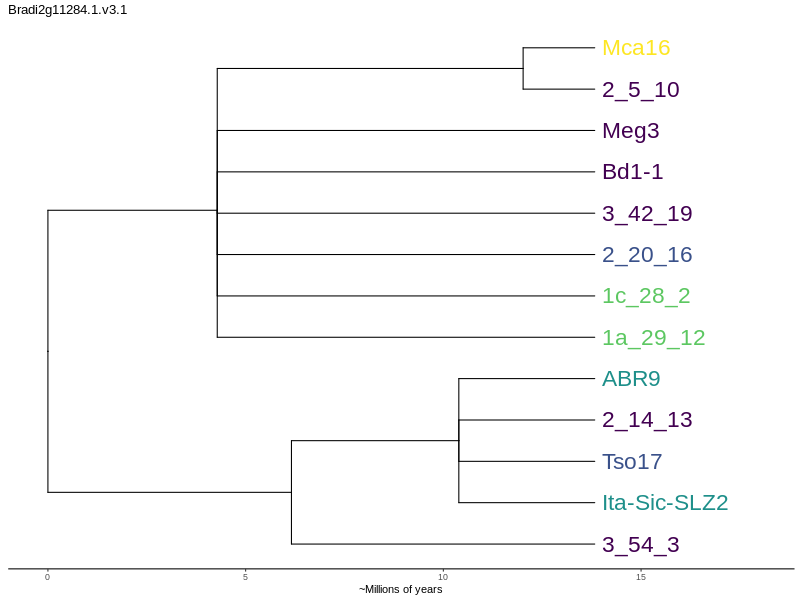 Bradi2g11284.1.v3.1
Mca16
2_5_10
Meg3
Bd1-1
3_42_19
2_20_16
1c_28_2
1a_29_12
ABR9
2_14_13
Tso17
Ita-Sic-SLZ2
3_54_3
0 5 10 15
~Millions of years